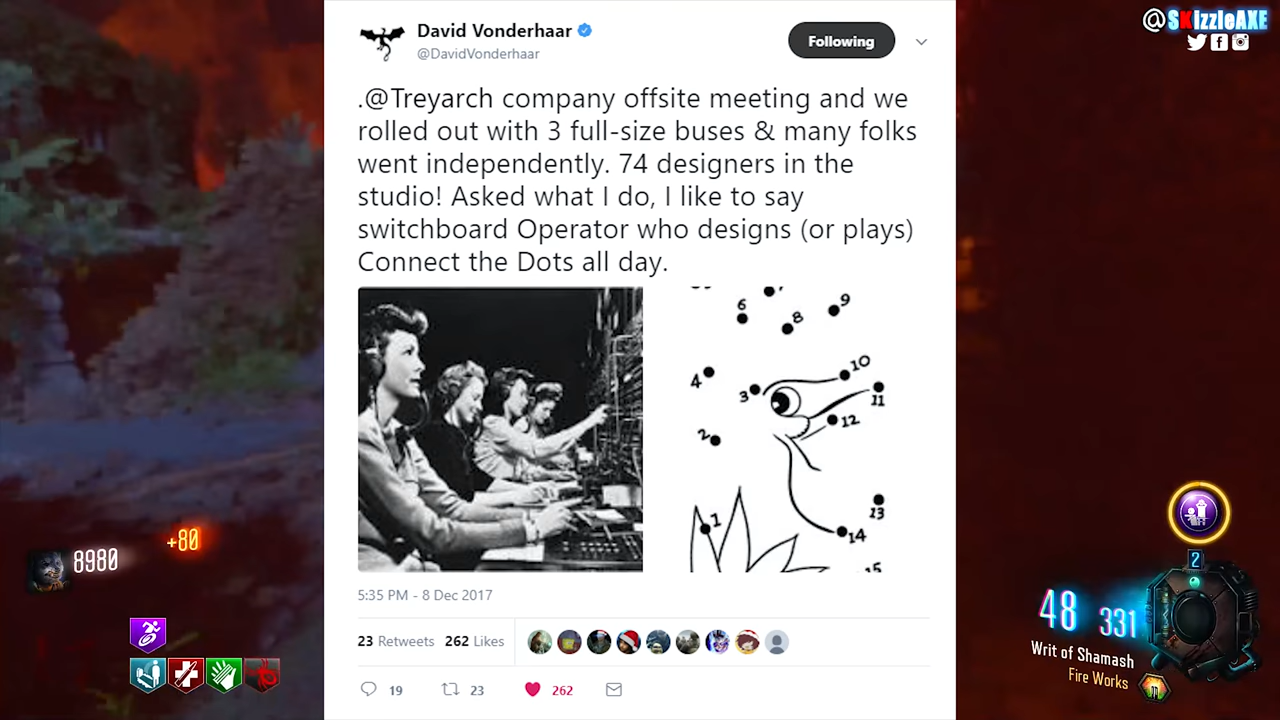 David Vonderhaar
@DavidVonderhaar
Following
@SKizzleAXE
.@Treyarch company offsite meeting and we
rolled out with 3 full-size buses & many folks
went independently. 74 designers in the
studio! Asked what I do, I like to say
switchboard Operator who designs (or plays)
Connect the Dots all day.
6
8
9
4
3
10
11
12
2
13
1
14
15
5:35 PM - 8 Dec 2017
23 Retweets 262 Likes
19
23
262
8980
+80
2
48 331
Writ of Shamash
Fire Works